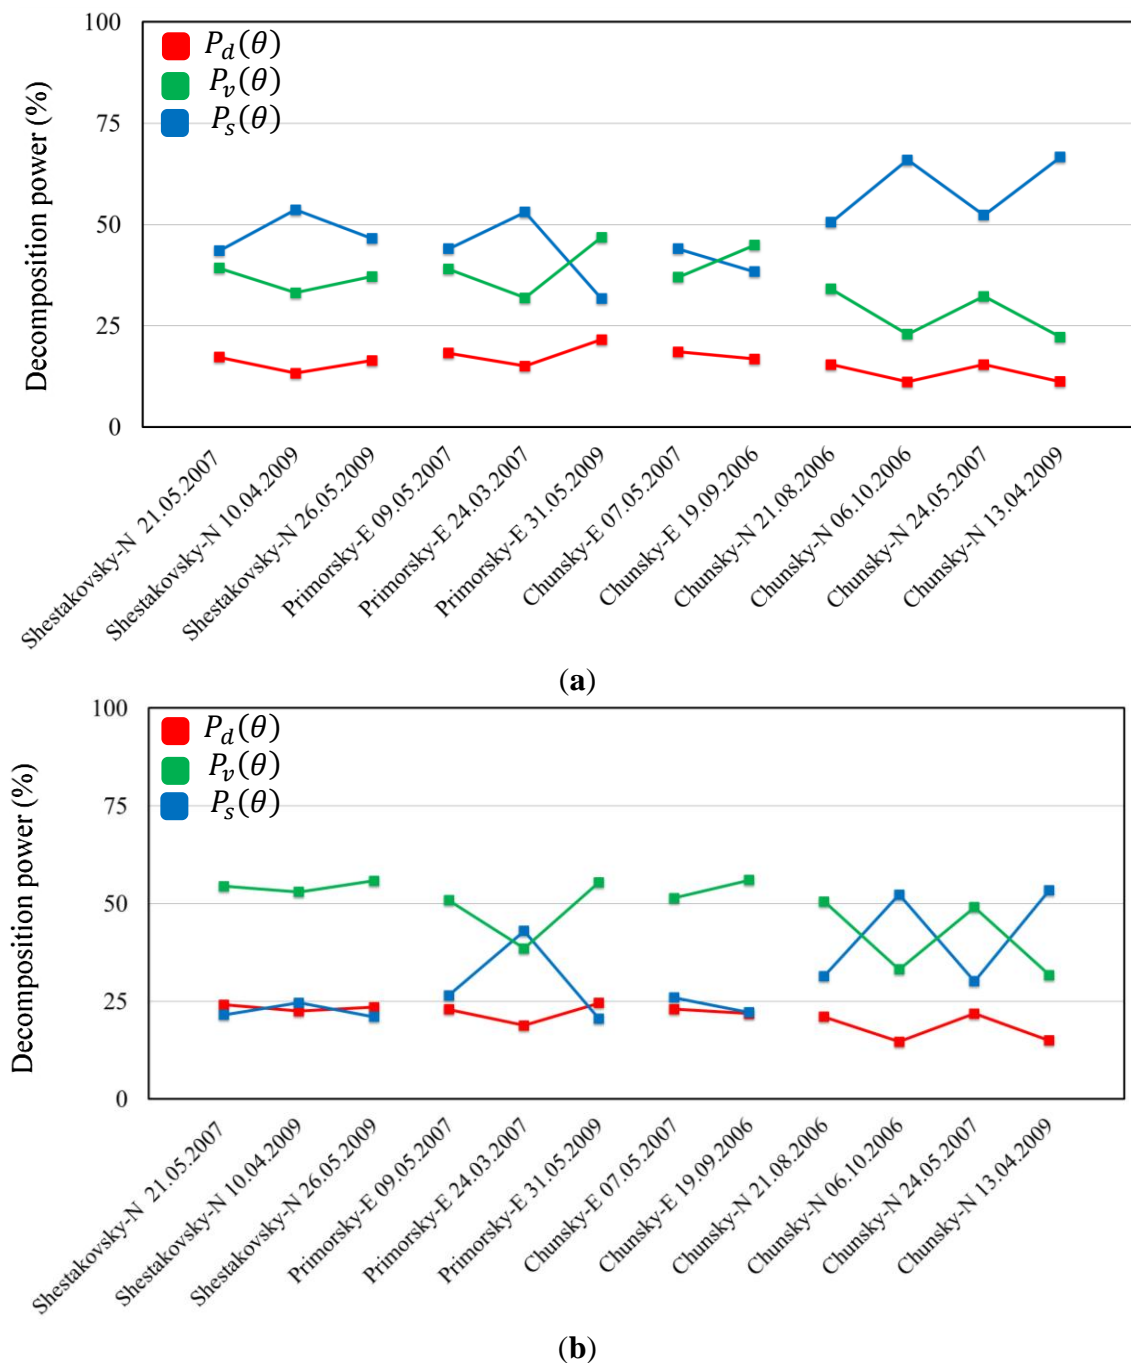 100
75
50
25
0
Decomposition power (%)
P_d(θ)
P_v(θ)
P_s(θ)
Shestakovsky-N 21.05.2007
Shestakovsky-N 10.04.2009
Shestakovsky-N 26.05.2009
Primorsky-E 09.05.2007
Primorsky-E 24.03.2007
Primorsky-E 31.05.2009
Chunsky-E 07.05.2007
Chunsky-E 19.09.2006
Chunsky-N 21.08.2006
Chunsky-N 06.10.2006
Chunsky-N 24.05.2007
Chunsky-N 13.04.2009
(a)
100
75
50
25
0
Decomposition power (%)
P_d(θ)
P_v(θ)
P_s(θ)
Shestakovsky-N 21.05.2007
Shestakovsky-N 10.04.2009
Shestakovsky-N 26.05.2009
Primorsky-E 09.05.2007
Primorsky-E 24.03.2007
Primorsky-E 31.05.2009
Chunsky-E 07.05.2007
Chunsky-E 19.09.2006
Chunsky-N 21.08.2006
Chunsky-N 06.10.2006
Chunsky-N 24.05.2007
Chunsky-N 13.04.2009
(b)